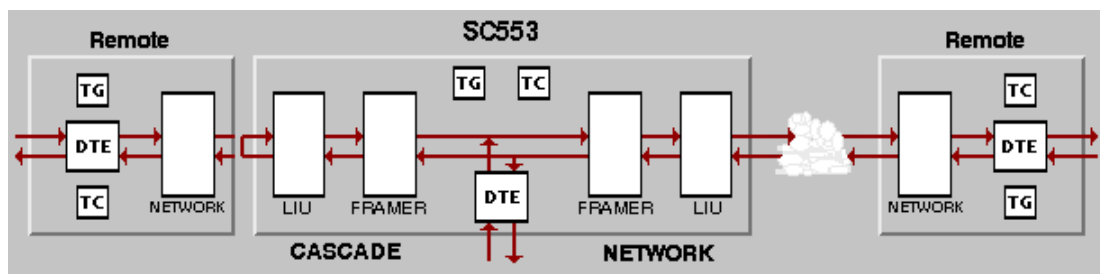 Remote
TG
DTE
TC
NETWORK
SC553
TG TC
LIU FRAMER
DTE
FRAMER LIU
CASCADE NETWORK
Remote
TC
DTE
TG
NETWORK